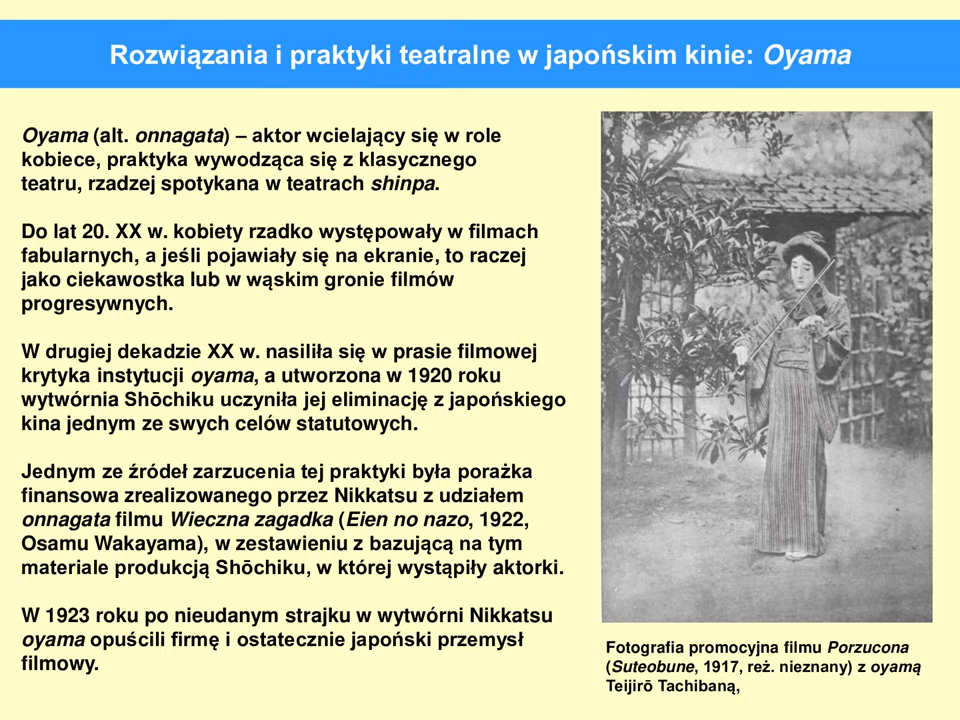 Rozwiązania i praktyki teatralne w japońskim kinie: Oyama
Oyama (alt. onnagata) – aktor wcielający się w role
kobiece, praktyka wywodząca się z klasycznego
teatru, rzadzej spotykana w teatrach shinpa.
Do lat 20. XX w. kobiety rzadko występowały w filmach
fabularnych, a jeśli pojawiały się na ekranie, to raczej
jako ciekawostka lub w wąskim gronie filmów
progresywnych.
W drugiej dekadzie XX w. nasiliła się w prasie filmowej
krytyka instytucji oyama, a utworzona w 1920 roku
wytwórnia Shōchiku uczyniła jej eliminację z japońskiego
kina jednym ze swych celów statutowych.
Jednym ze źródeł zarzucenia tej praktyki była porażka
finansowa zrealizowanego przez Nikkatsu z udziałem
onnagata filmu Wieczna zagadka (Eien no nazo, 1922,
Osamu Wakayama), w zestawieniu z bazującą na tym
materiale produkcją Shōchiku, w której wystąpiły aktorki.
W 1923 roku po nieudanym strajku w wytwórni Nikkatsu
oyama opuścili firmę i ostatecznie japoński przemysł
filmowy.
Fotografia promocyjna filmu Porzucona
(Suteobune, 1917, reż. nieznany) z oyamą
Teijirō Tachibaną,